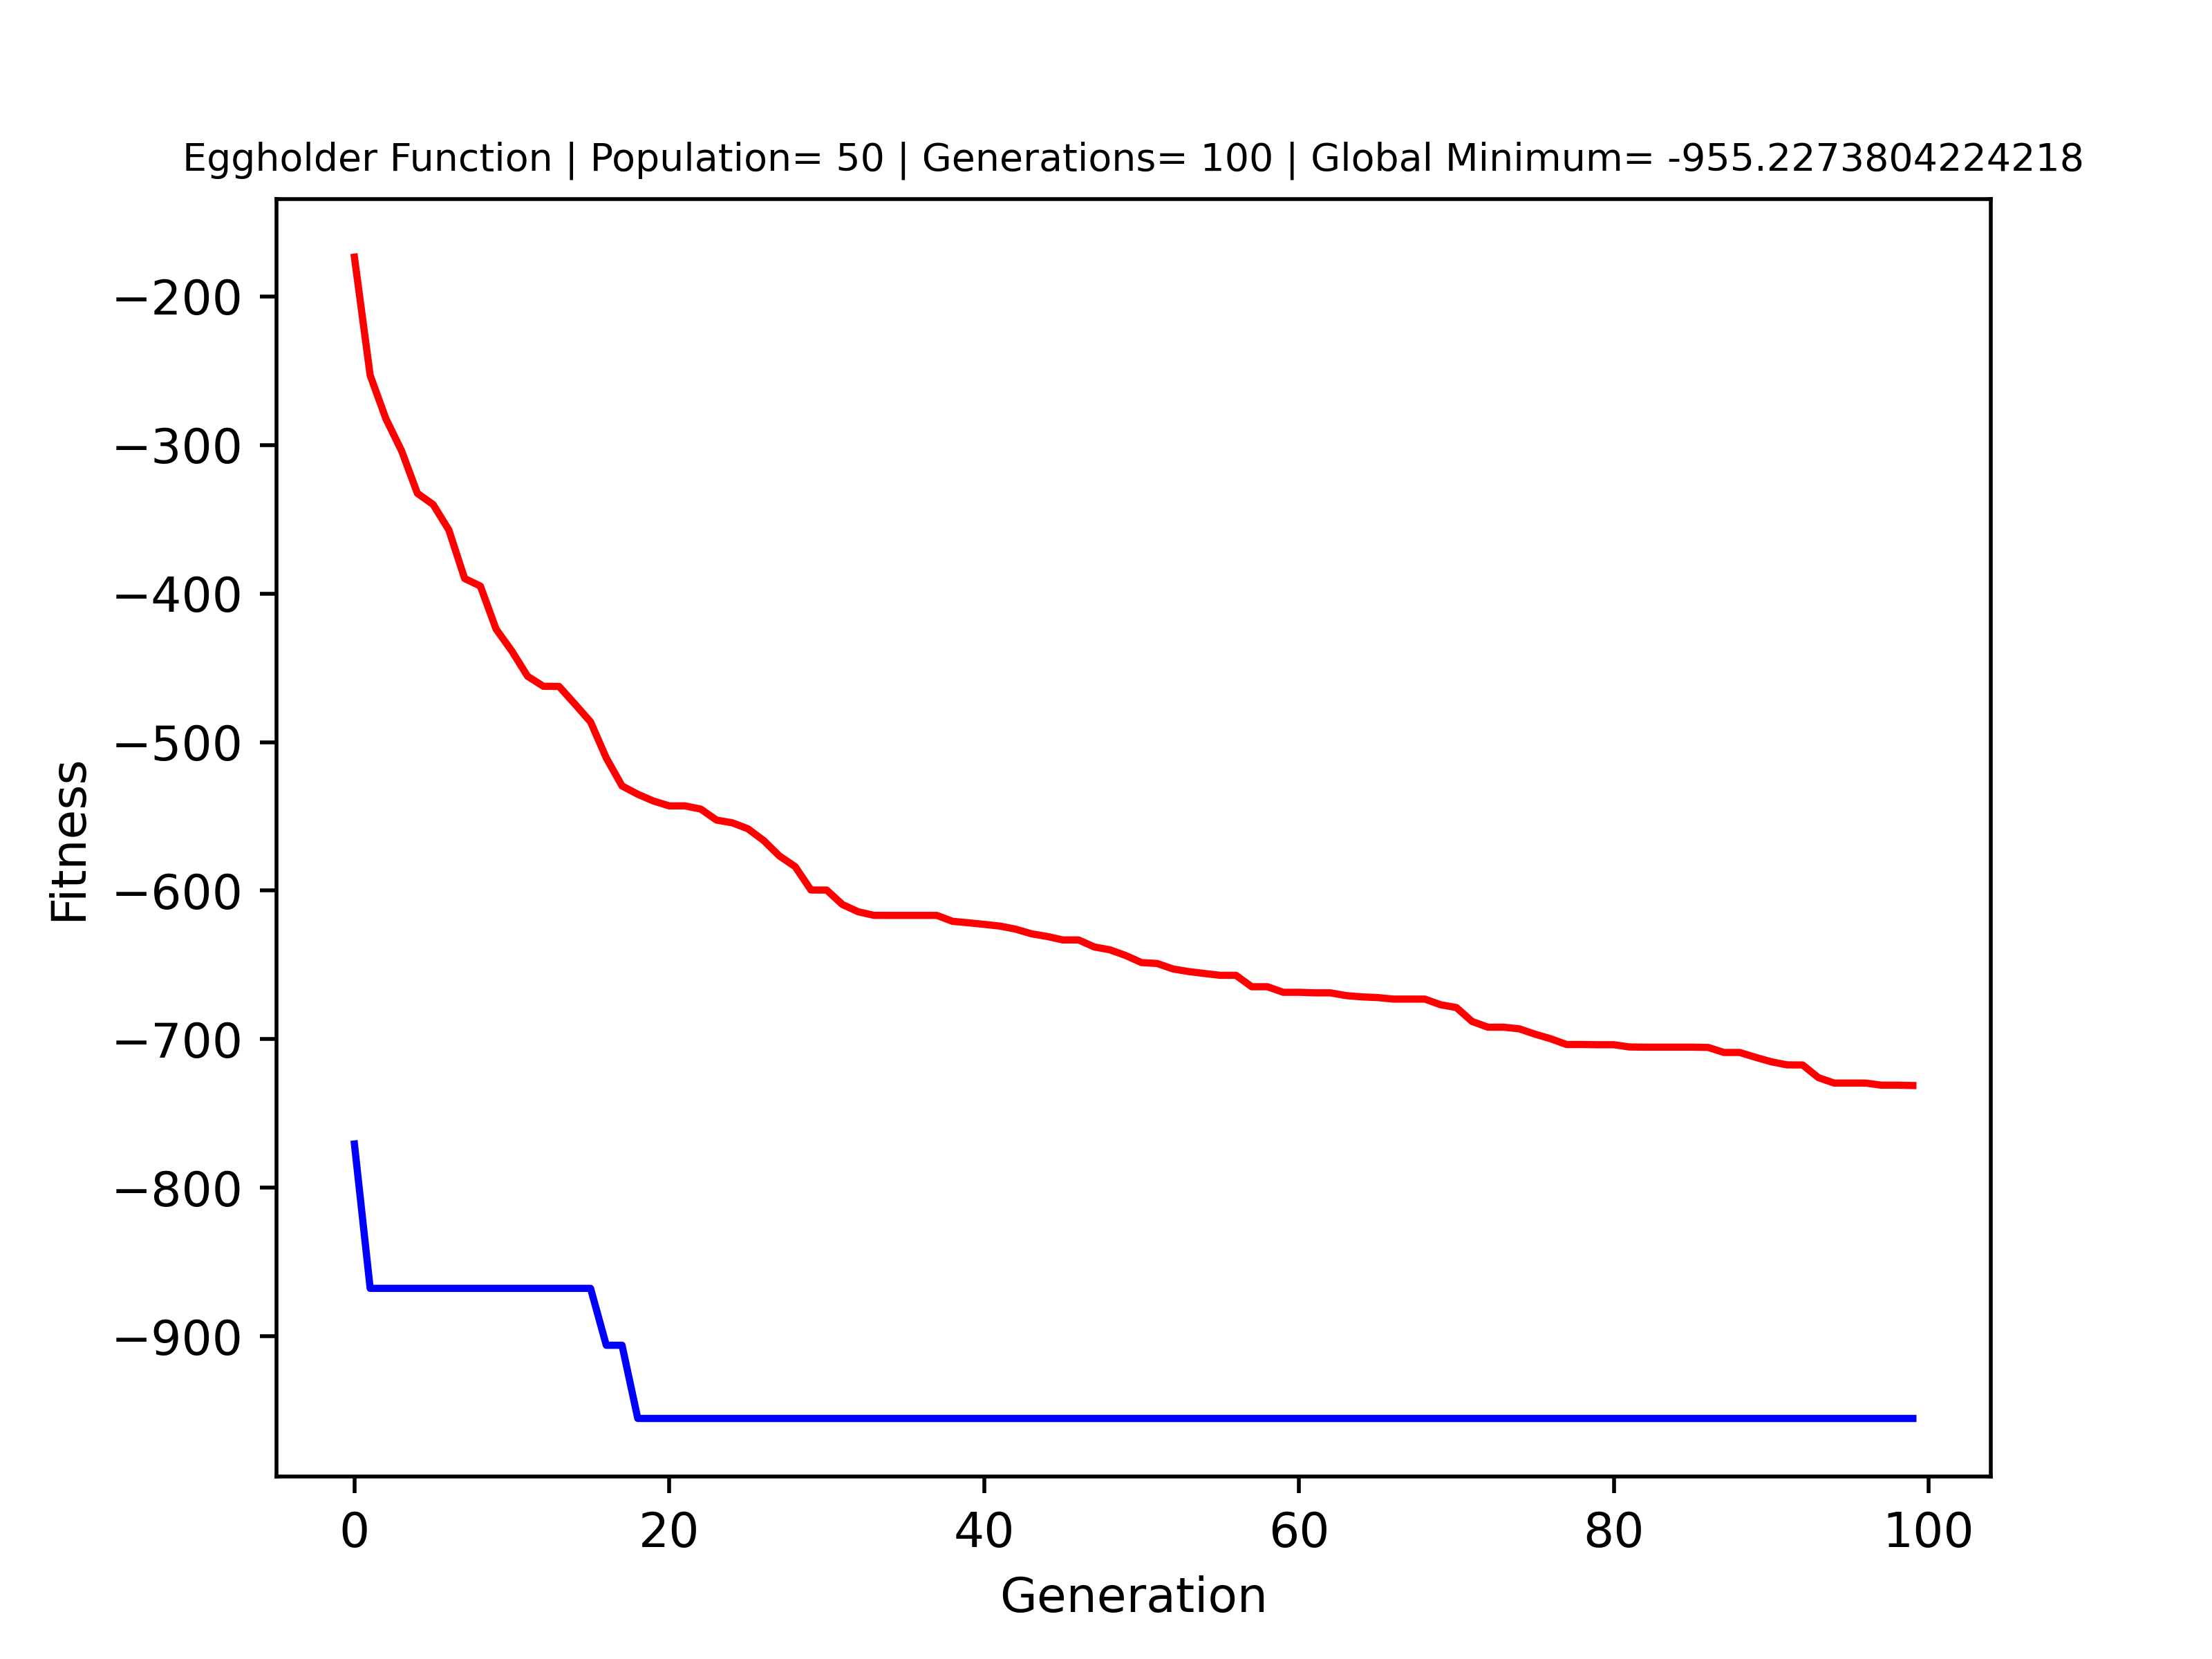 Eggholder Function | Population= 50 | Generations= 100 | Global Minimum= -955.2273804224218
−200
−300
−400
−500
−600
−700
−800
−900
Fitness
0 20 40 60 80 100
Generation